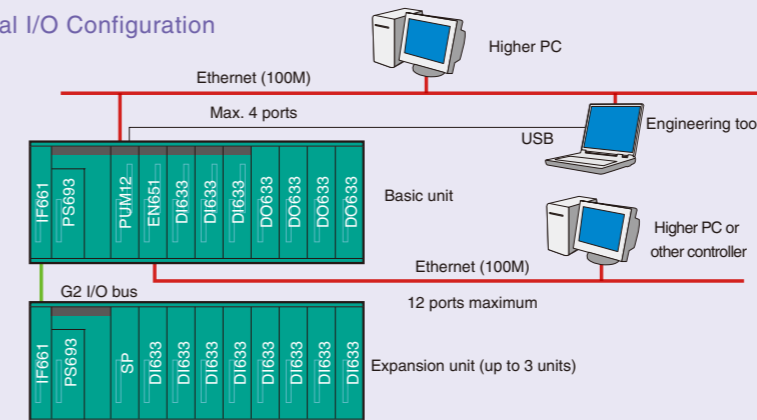 al I/O Configuration
Higher PC
Ethernet (100M)
Max. 4 ports
USB
Engineering too
IF661
PS693
PUM12
EN651
DI633
DI633
DI633
DO633
DO633
DO633
DO633
Basic unit
Higher PC or
other controller
Ethernet (100M)
G2 I/O bus
12 ports maximum
IF661
PS693
SP
DI633
DI633
DI633
DI633
DI633
DI633
DI633
DI633
Expansion unit (up to 3 units)